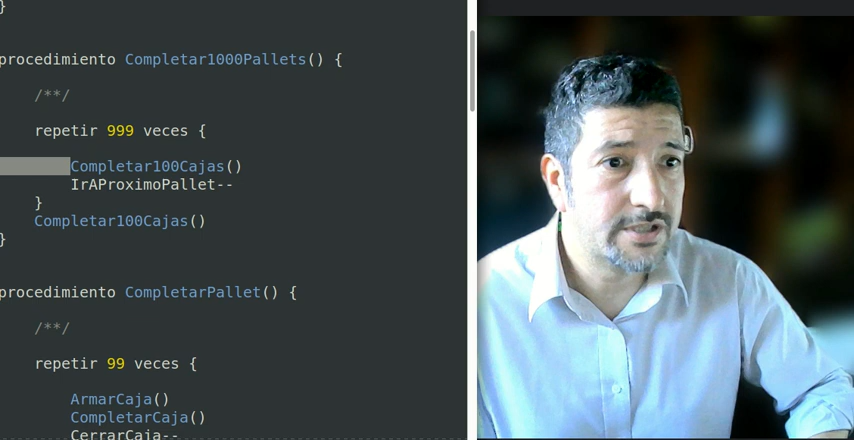 }
procedimiento Completar1000Pallets() {
/**/
repetir 999 veces {
Completar100Cajas()
IrAProximoPallet--
}
Completar100Cajas()
}
procedimiento CompletarPallet() {
/**/
repetir 99 veces {
ArmarCaja()
CompletarCaja()
CerrarCaja--